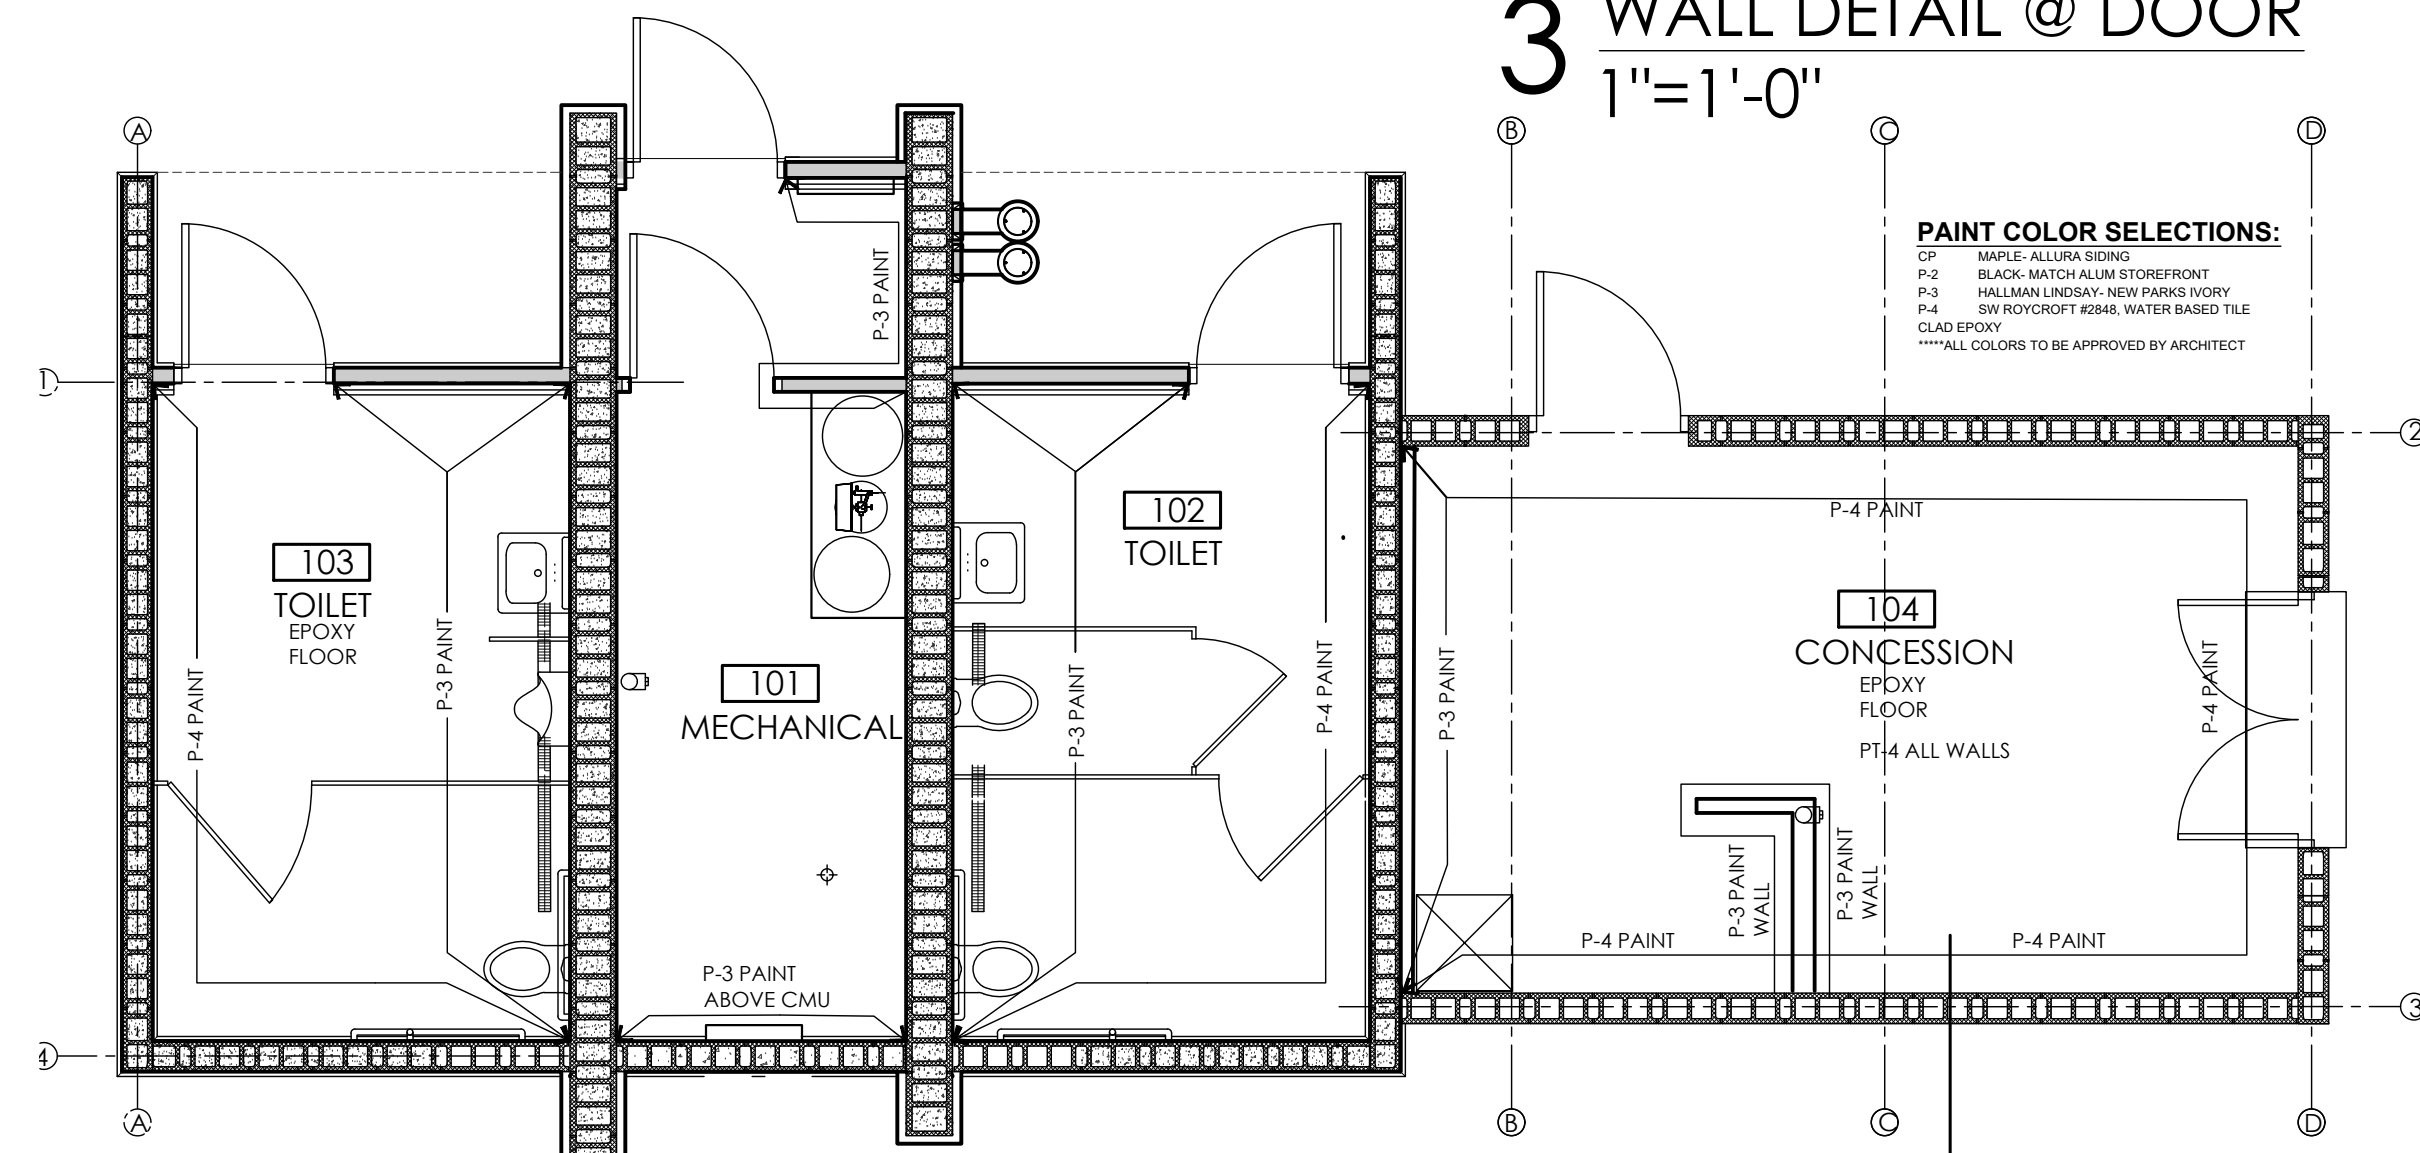 3 WALL DETAIL @ DOOR
1"=1'-0"
A
B
C
D
PAINT COLOR SELECTIONS:
CP MAPLE- ALLURA SIDING
P-2 BLACK- MATCH ALUM STOREFRONT
P-3 HALLMAN LINDSAY- NEW PARKS IVORY
P-4 SW ROYCROFT #2848, WATER BASED TILE
CLAD EPOXY
*****ALL COLORS TO BE APPROVED BY ARCHITECT
P-3 PAINT
1
2
103
TOILET
EPOXY
FLOOR
P-4 PAINT
P-3 PAINT
101
MECHANICAL
P-3 PAINT
ABOVE CMU
102
TOILET
P-3 PAINT
P-4 PAINT
P-3 PAINT
P-4 PAINT
104
CONCESSION
EPOXY
FLOOR
PT-4 ALL WALLS
P-4 PAINT
P-3 PAINT
WALL
P-3 PAINT
WALL
P-4 PAINT
P-4 PAINT
3
4
A
B
C
D